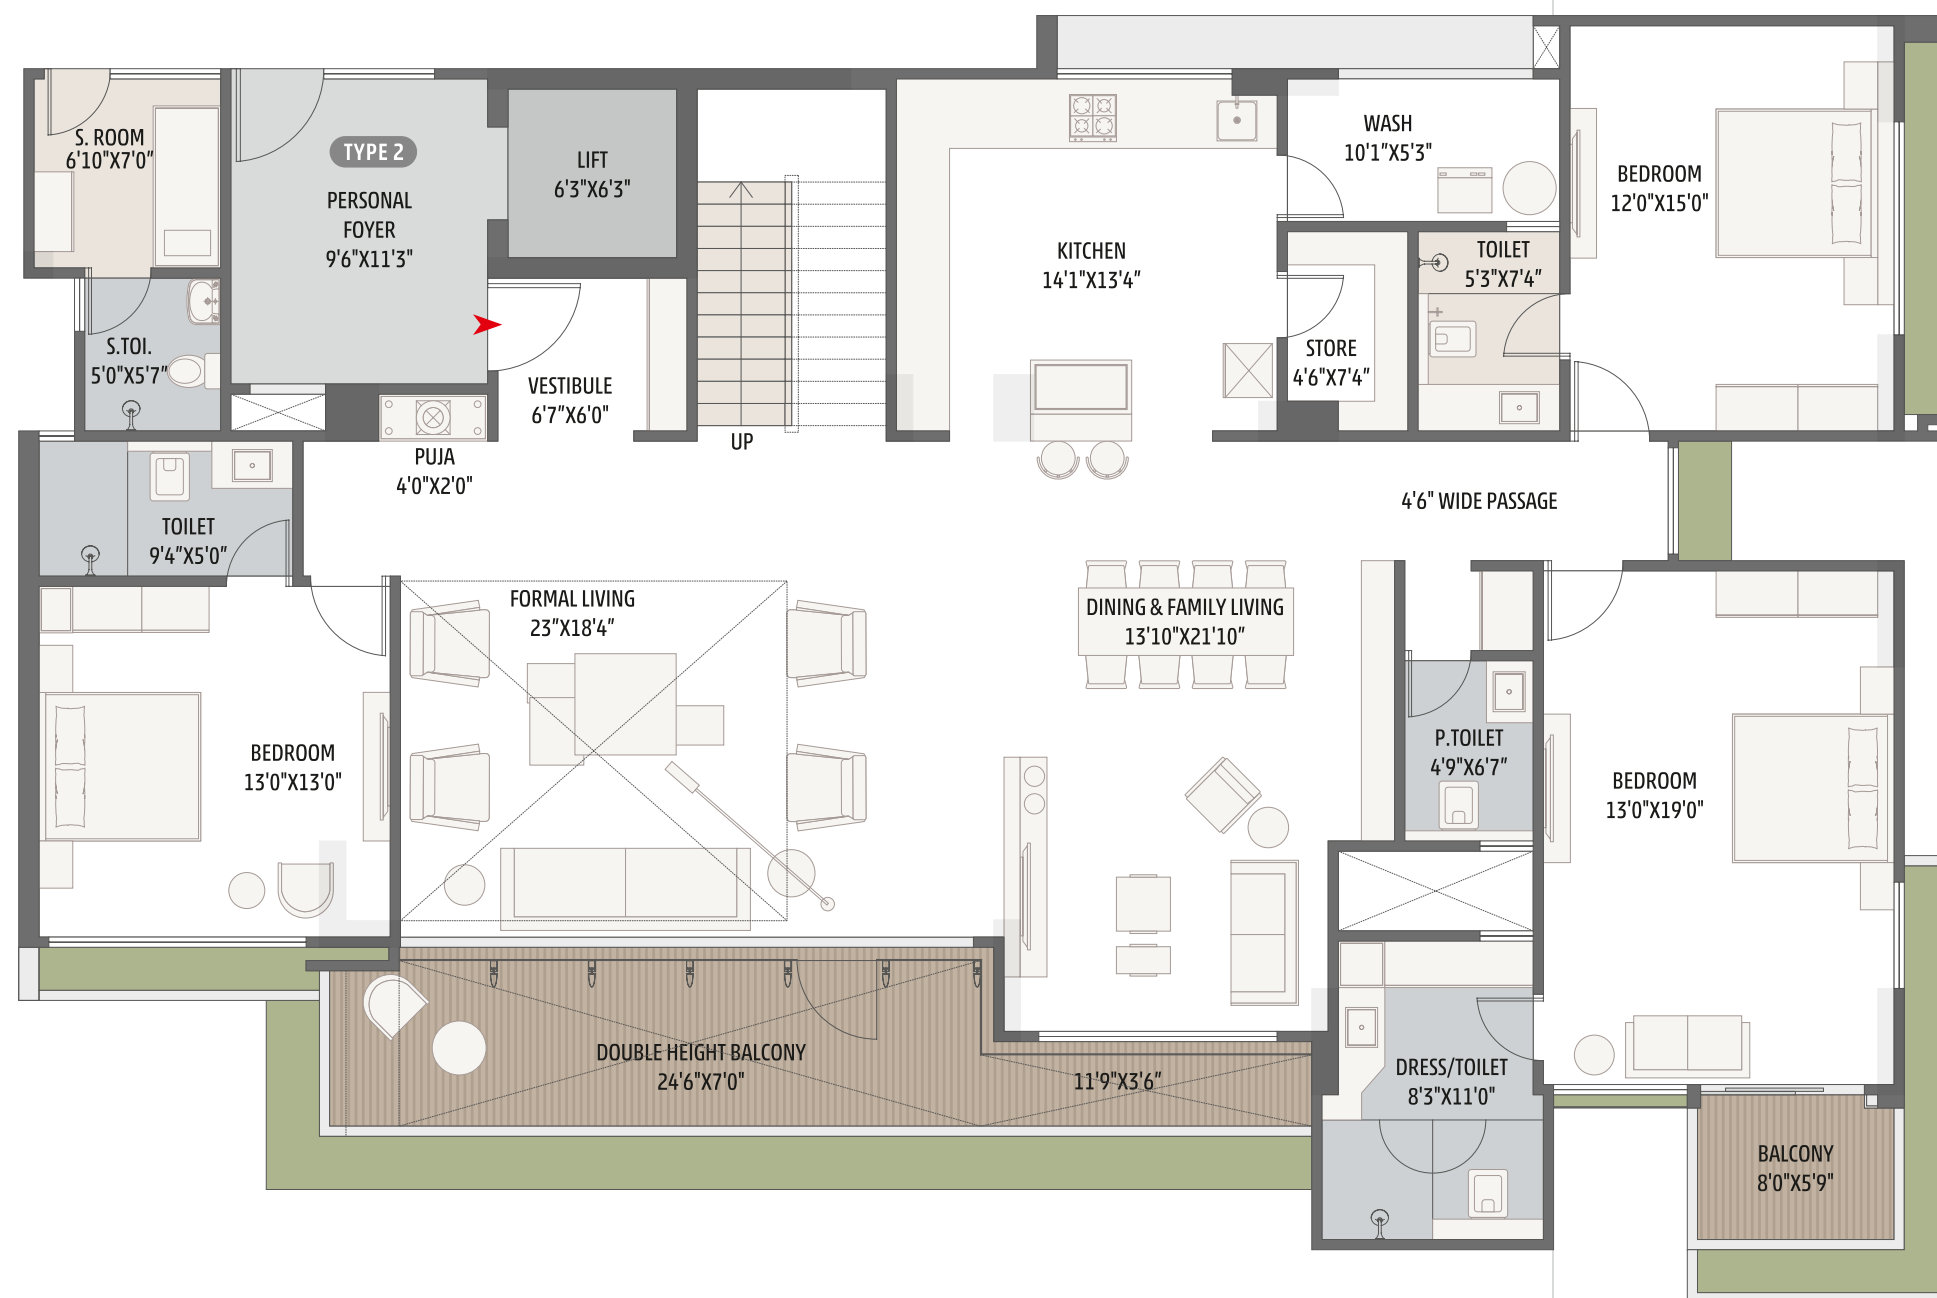 S. ROOM
6'10"X7'0"
TYPE 2
PERSONAL
FOYER
9'6"X11'3"
LIFT
6'3"X6'3"
WASH
10'1"X5'3"
BEDROOM
12'0"X15'0"
KITCHEN
14'1"X13'4"
TOILET
5'3"X7'4"
S.TOI.
5'0"X5'7"
STORE
4'6"X7'4"
VESTIBULE
6'7"X6'0"
UP
PUJA
4'0"X2'0"
4'6" WIDE PASSAGE
TOILET
9'4"X5'0"
FORMAL LIVING
23"X18'4"
DINING & FAMILY LIVING
13'10"X21'10"
P.TOILET
4'9"X6'7"
BEDROOM
13'0"X13'0"
BEDROOM
13'0"X19'0"
DOUBLE HEIGHT BALCONY
24'6"X7'0"
11'9"X3'6"
DRESS/TOILET
8'3"X11'0"
BALCONY
8'0"X5'9"